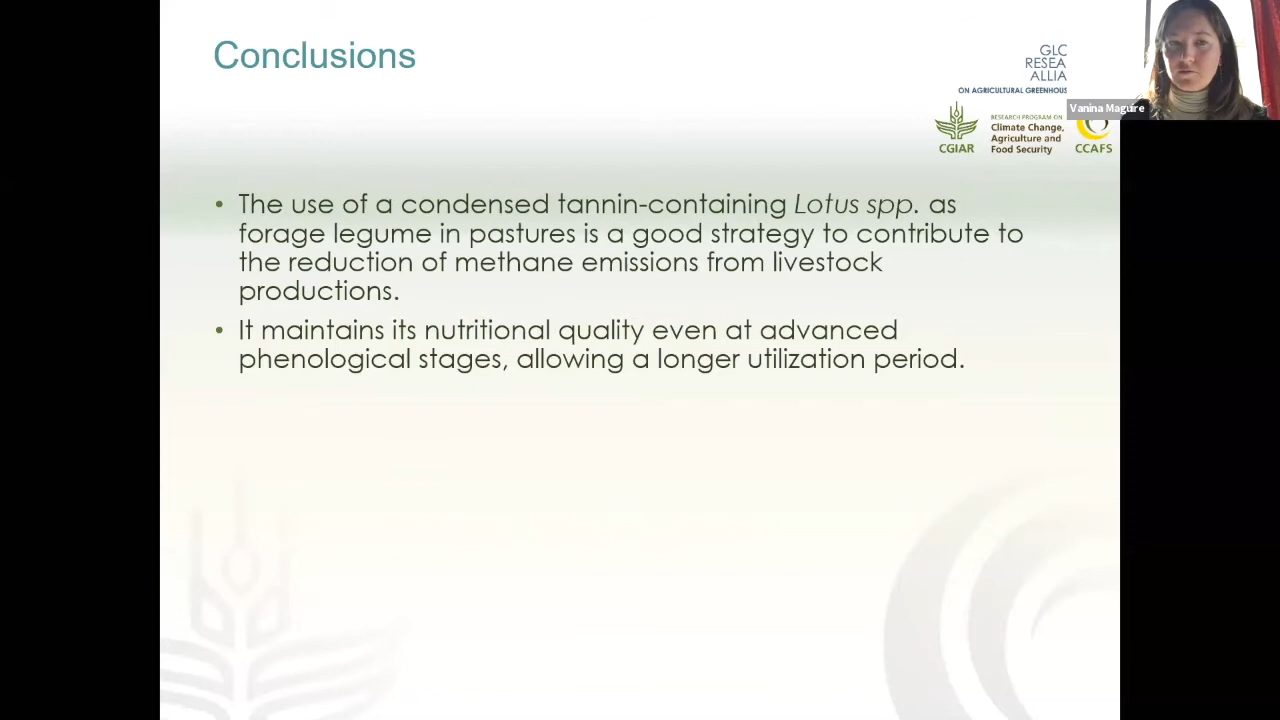 Conclusions
GLC
RESEA
ALLIA
ON AGRICULTURAL GREENHOUS
Vanina Maguire
CGIAR
RESEARCH PROGRAM ON
Climate Change,
Agriculture and
Food Security
CCAFS
• The use of a condensed tannin-containing Lotus spp. as
forage legume in pastures is a good strategy to contribute to
the reduction of methane emissions from livestock
productions.
• It maintains its nutritional quality even at advanced
phenological stages, allowing a longer utilization period.